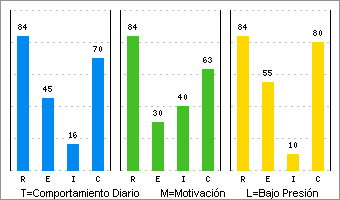 84 45 16 70
84 30 40 63
84 55 10 80
R E I C R E I C R E I C
T=Comportamiento Diario M=Motivación L=Bajo Presión